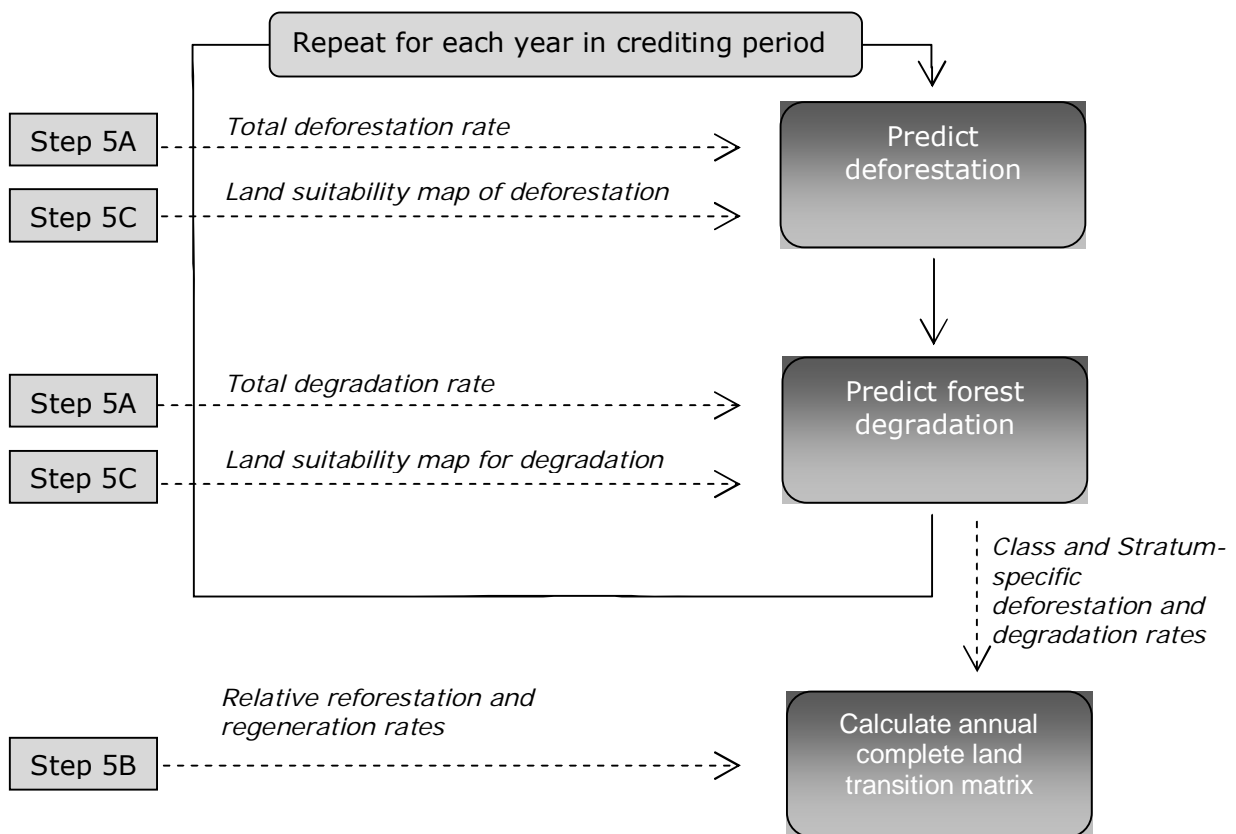 Repeat for each year in crediting period
Step 5A
Total deforestation rate
Predict
deforestation
Step 5C
Land suitability map of deforestation
Step 5A
Total degradation rate
Predict forest
degradation
Step 5C
Land suitability map for degradation
Class and Stratum-
specific
deforestation and
degradation rates
Relative reforestation and
regeneration rates
Step 5B
Calculate annual
complete land
transition matrix